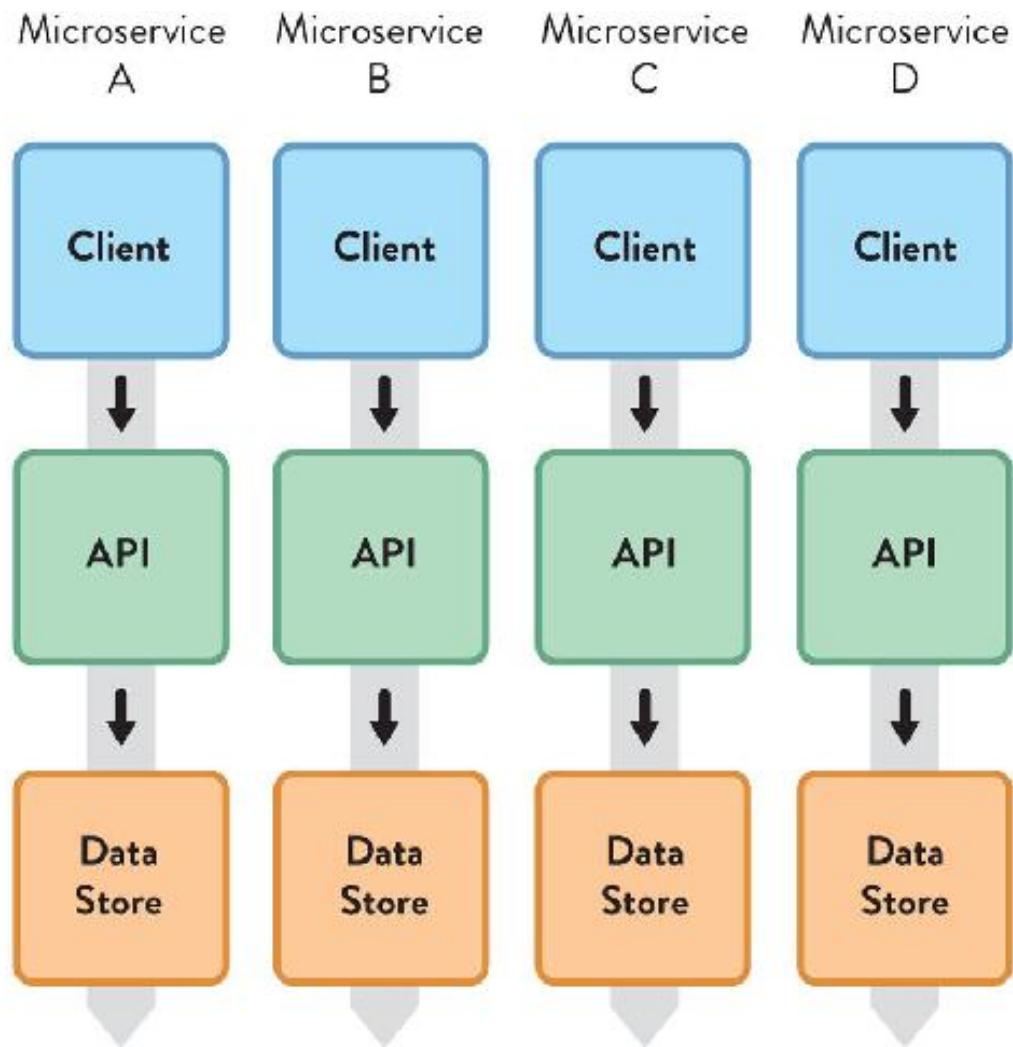 Microservice A
Microservice B
Microservice C
Microservice D
Client
Client
Client
Client
API
API
API
API
Data Store
Data Store
Data Store
Data Store